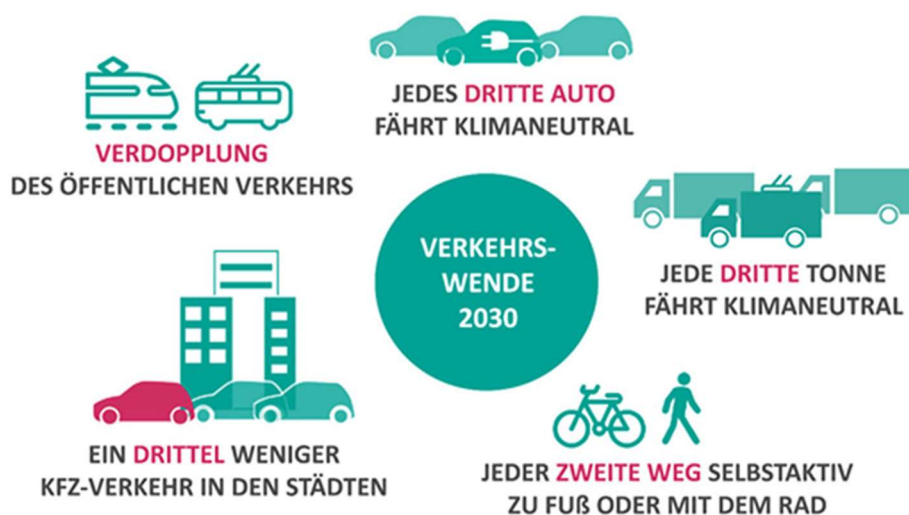 JEDES DRITTE AUTO
FÄHRT KLIMANEUTRAL
VERDOPPLUNG
DES ÖFFENTLICHEN VERKEHRS
VERKEHRS-
WENDE
2030
JEDE DRITTE TONNE
FÄHRT KLIMANEUTRAL
EIN DRITTEL WENIGER
KFZ-VERKEHR IN DEN STÄDTEN
JEDER ZWEITE WEG SELBSTAKTIV
ZU FUß ODER MIT DEM RAD